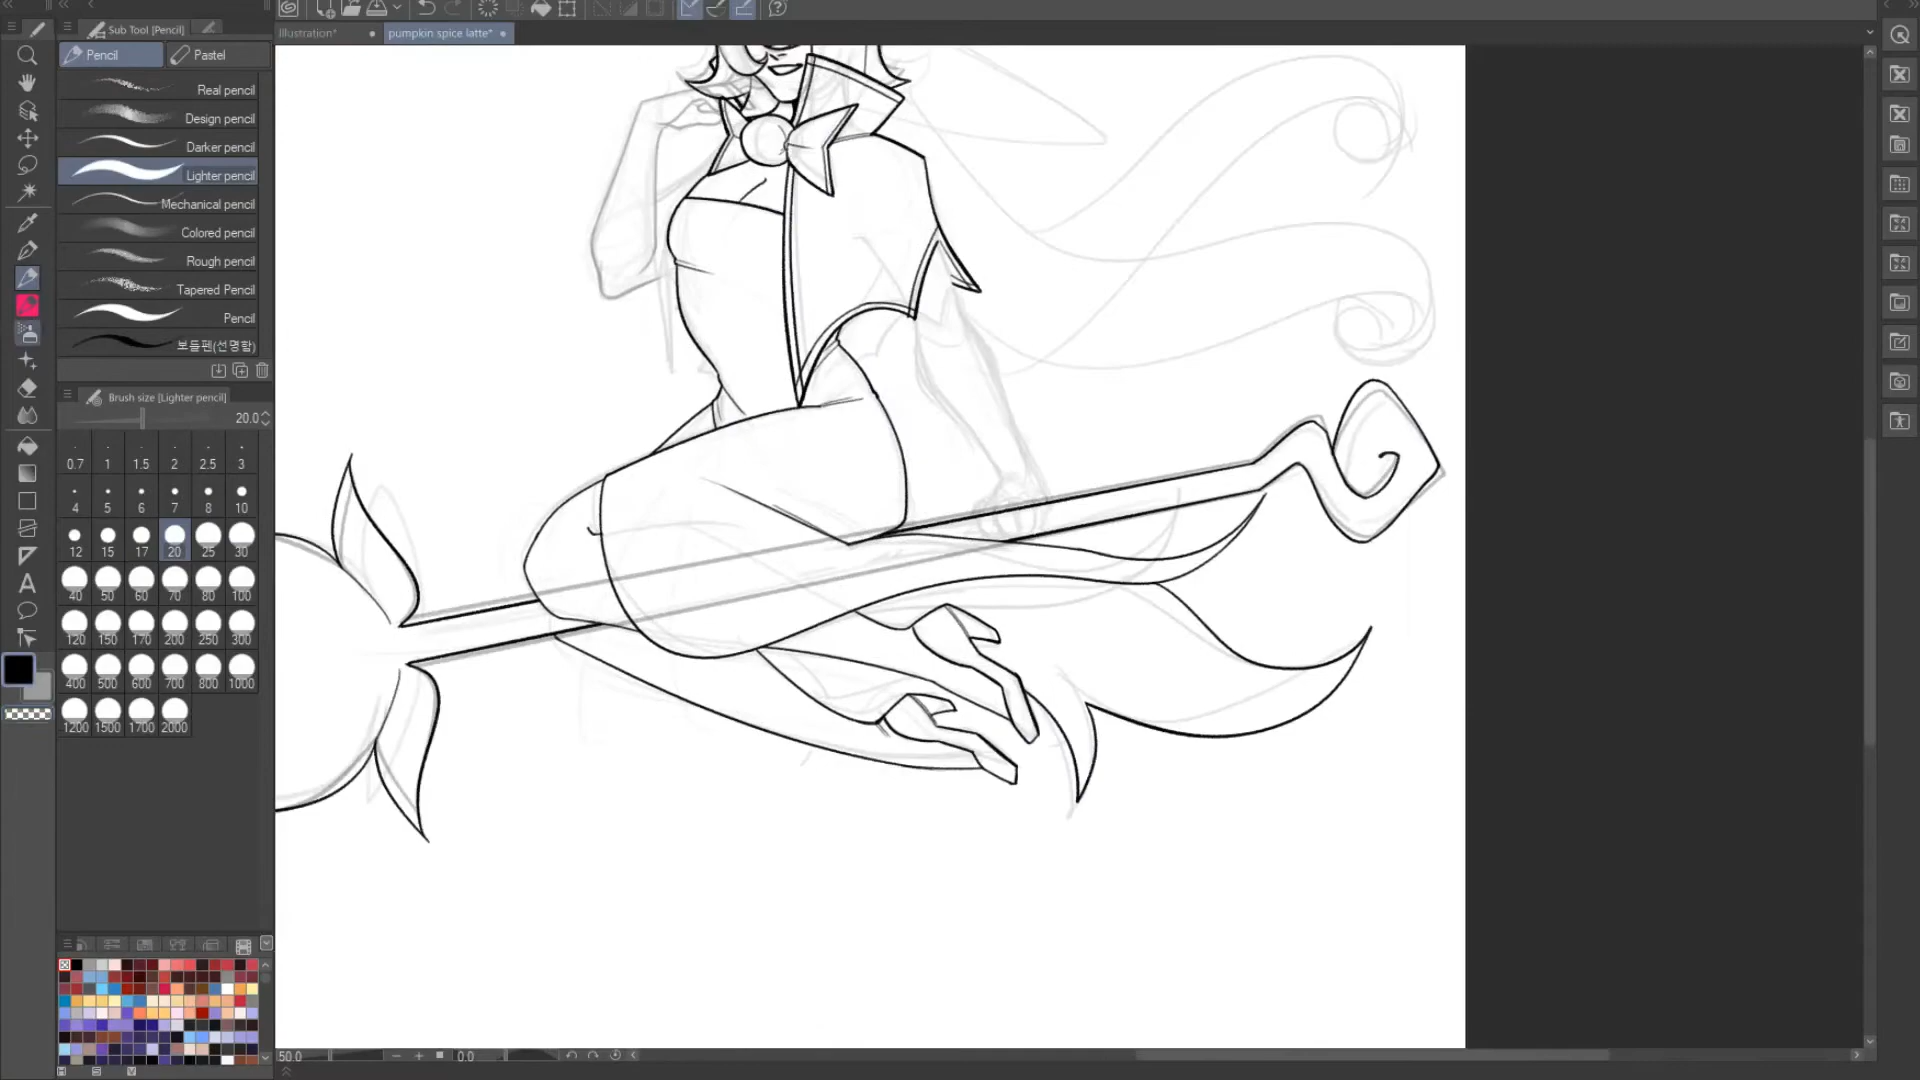 Sub Tool [Pencil]
Illustration*
pumpkin spice latte*
Pencil
Pastel
Real pencil
Design pencil
Darker pencil
Lighter pencil
Mechanical pencil
Colored pencil
Rough pencil
Tapered Pencil
Pencil
보들펜(선명함)
Brush size [Lighter pencil]
20.0
0.7 1 1.5 2 2.5 3
4 5 6 7 8 10
12 15 17 20 25 30
40 50 60 70 80 100
120 150 170 200 250 300
400 500 600 700 800 1000
1200 1500 1700 2000
50.0
0.0